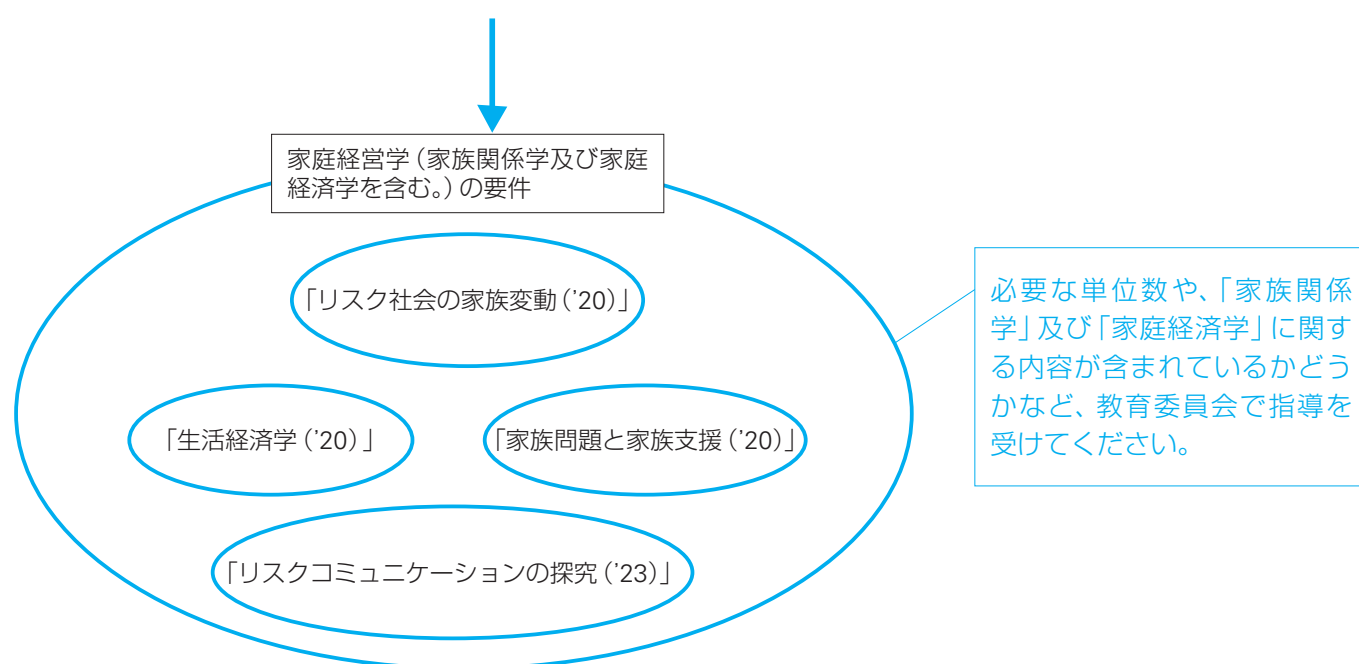 家庭経営学（家族関係学及び家庭
経済学を含む。）の要件
「リスク社会の家族変動（’20）」
「生活経済学（’20）」
「家族問題と家族支援（’20）」
「リスクコミュニケーションの探究（’23）」
必要な単位数や、「家族関係
学」及び「家庭経済学」に関す
る内容が含まれているかどう
かなど、教育委員会で指導を
受けてください。